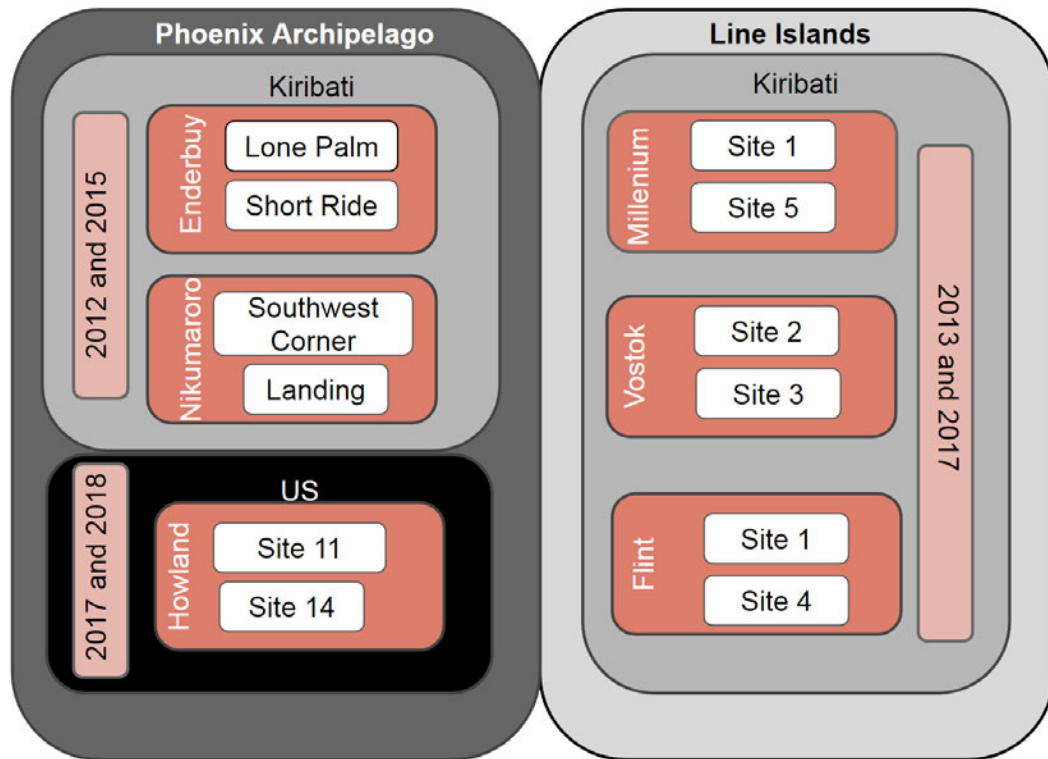 Phoenix Archipelago
Kiribati
2012 and 2015
Enderbuy
Lone Palm
Short Ride
Nikumaroro
Southwest
Corner
Landing
US
2017 and 2018
Howland
Site 11
Site 14
Line Islands
Kiribati
Millenium
Site 1
Site 5
Vostok
Site 2
Site 3
Flint
Site 1
Site 4
2013 and 2017